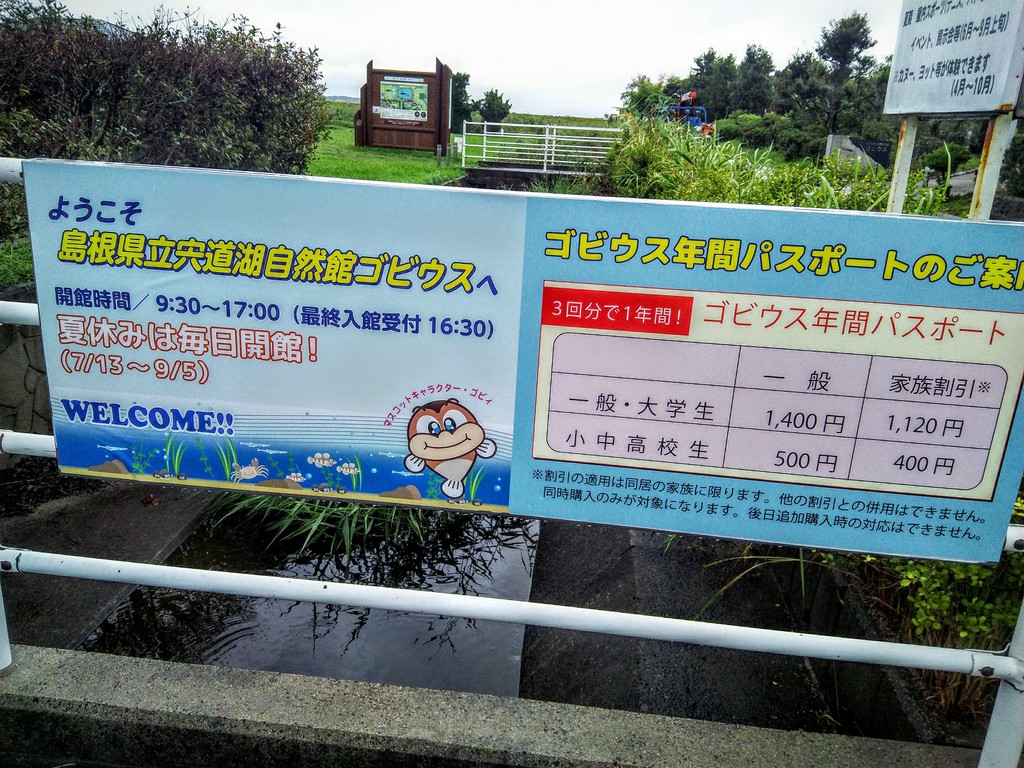 イベント、展示会等(6月〜9月上旬)
※カヌー、ヨット等が体験できます
(4月〜10月)
ようこそ
島根県立宍道湖自然館ゴビウスへ
開館時間／ 9:30〜17:00（最終入館受付 16:30）
夏休みは毎日開館！
（7/13〜9/5）
WELCOME!!
マスコットキャラクター・ゴビィ
ゴビウス年間パスポートのご案内
3回分で1年間！ ゴビウス年間パスポート
一 般 家族割引※
一般・大学生 1,400円 1,120円
小中高校生 500円 400円
※割引の適用は同居の家族に限ります。他の割引との併用はできません。
同時購入のみが対象になります。後日追加購入時の対応はできません。